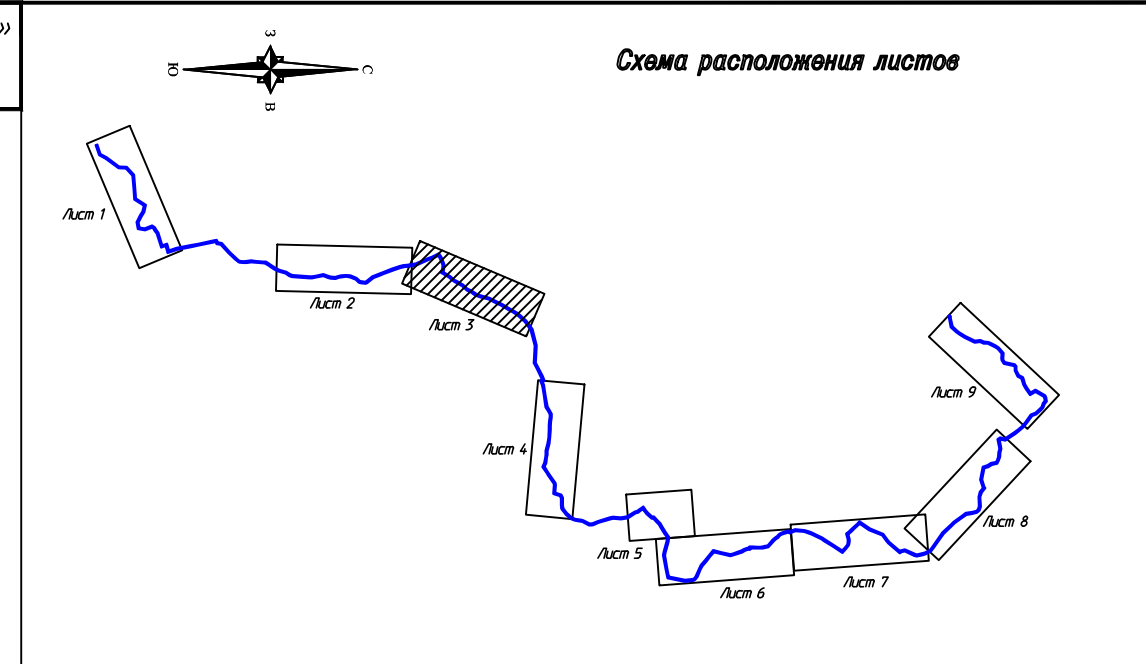 »
З
Ю
С
В
Схема расположения листов
Лист 1
Лист 2
Лист 3
Лист 4
Лист 5
Лист 6
Лист 7
Лист 8
Лист 9